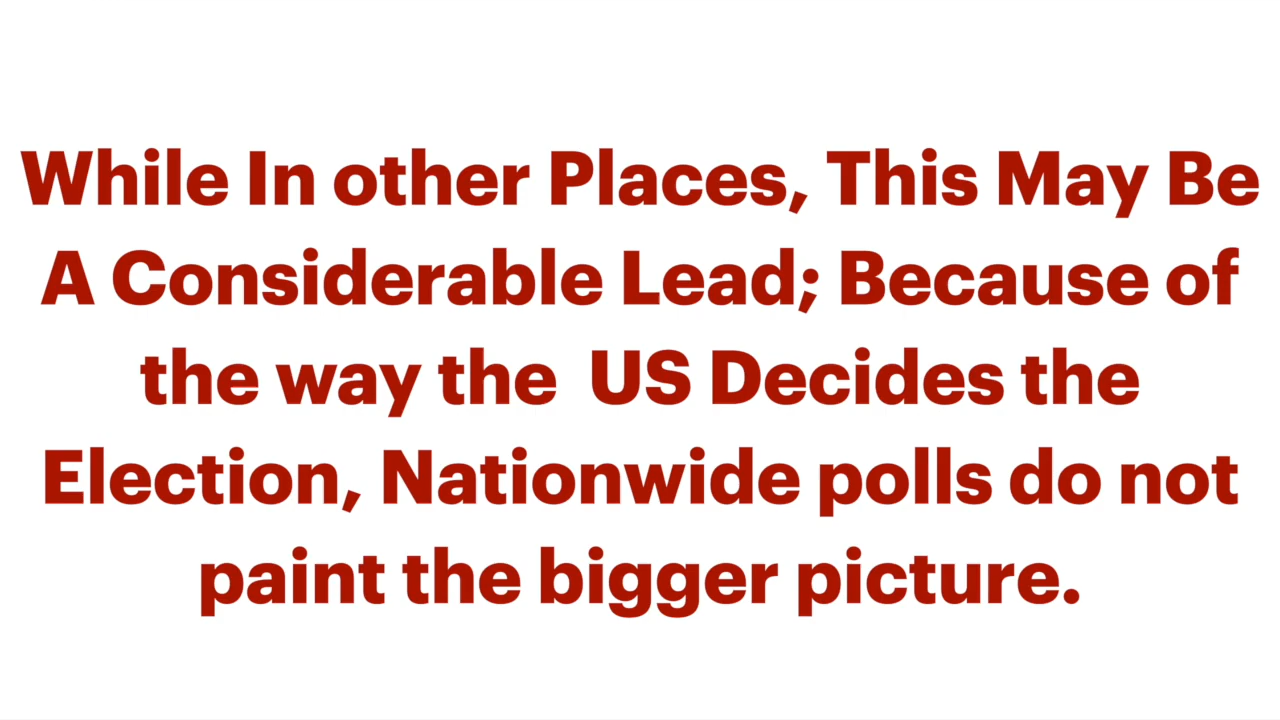 While In other Places, This May Be
A Considerable Lead; Because of
the way the  US Decides the
Election, Nationwide polls do not
paint the bigger picture.